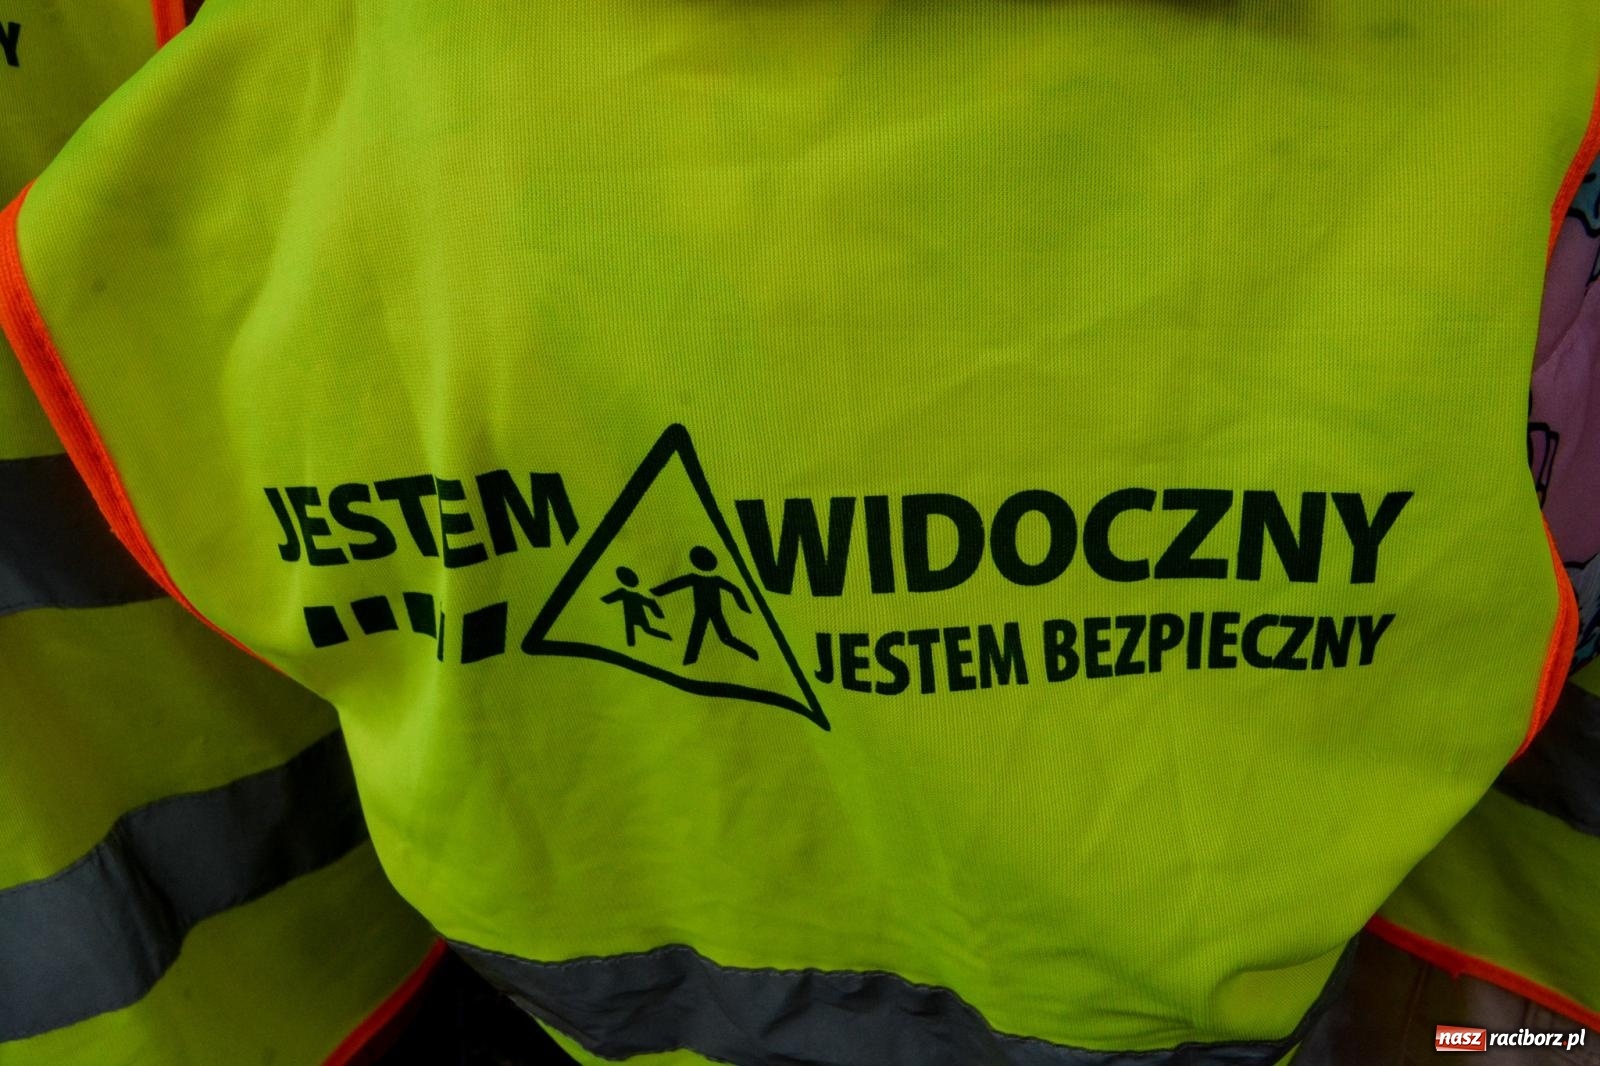 Y
JESTEM WIDOCZNY
JESTEM BEZPIECZNY
nasz raciborz.pl